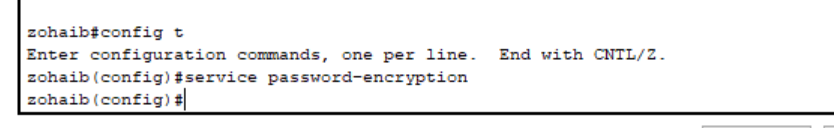 zohaib#config t
Enter configuration commands, one per line.  End with CNTL/Z.
zohaib(config)#service password-encryption
zohaib(config)#